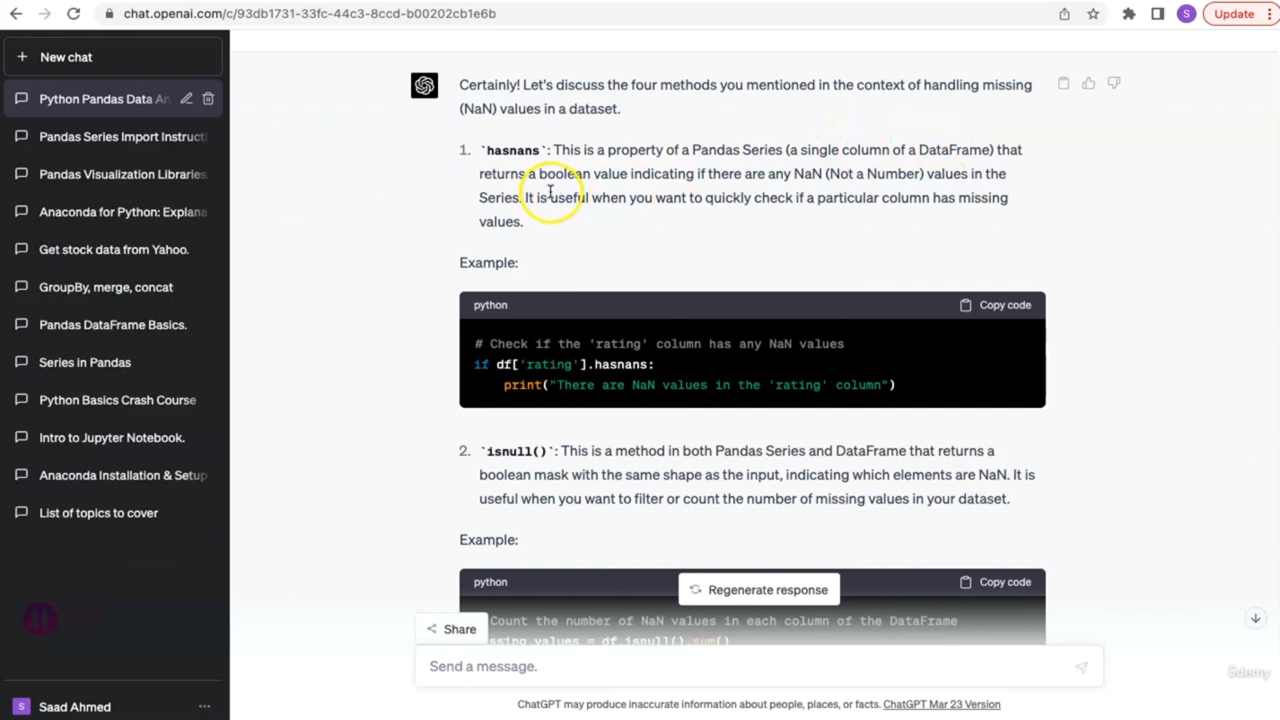 chat.openai.com/c/93db1731-33fc-44c3-8ccd-b00202cb1e6b
S
Update
New chat
Python Pandas Data An
Pandas Series Import Instructi
Pandas Visualization Libraries.
Anaconda for Python: Explana
Get stock data from Yahoo.
GroupBy, merge, concat
Pandas DataFrame Basics.
Series in Pandas
Python Basics Crash Course
Intro to Jupyter Notebook.
Anaconda Installation & Setup
List of topics to cover
S
Saad Ahmed
Certainly! Let's discuss the four methods you mentioned in the context of handling missing
(NaN) values in a dataset.
1. `hasnans`: This is a property of a Pandas Series (a single column of a DataFrame) that
returns a boolean value indicating if there are any NaN (Not a Number) values in the
Series. It is useful when you want to quickly check if a particular column has missing
values.
Example:
python
Copy code
# Check if the 'rating' column has any NaN values
if df['rating'].hasnans:
print("There are NaN values in the 'rating' column")
2. `isnull()`: This is a method in both Pandas Series and DataFrame that returns a
boolean mask with the same shape as the input, indicating which elements are NaN. It is
useful when you want to filter or count the number of missing values in your dataset.
Example:
python
Copy code
Regenerate response
Count the number of NaN values in each column of the DataFrame
ssing_values = df.isnull().sum()
Share
Send a message.
ChatGPT may produce inaccurate information about people, places, or facts. ChatGPT Mar 23 Version
ûdemy